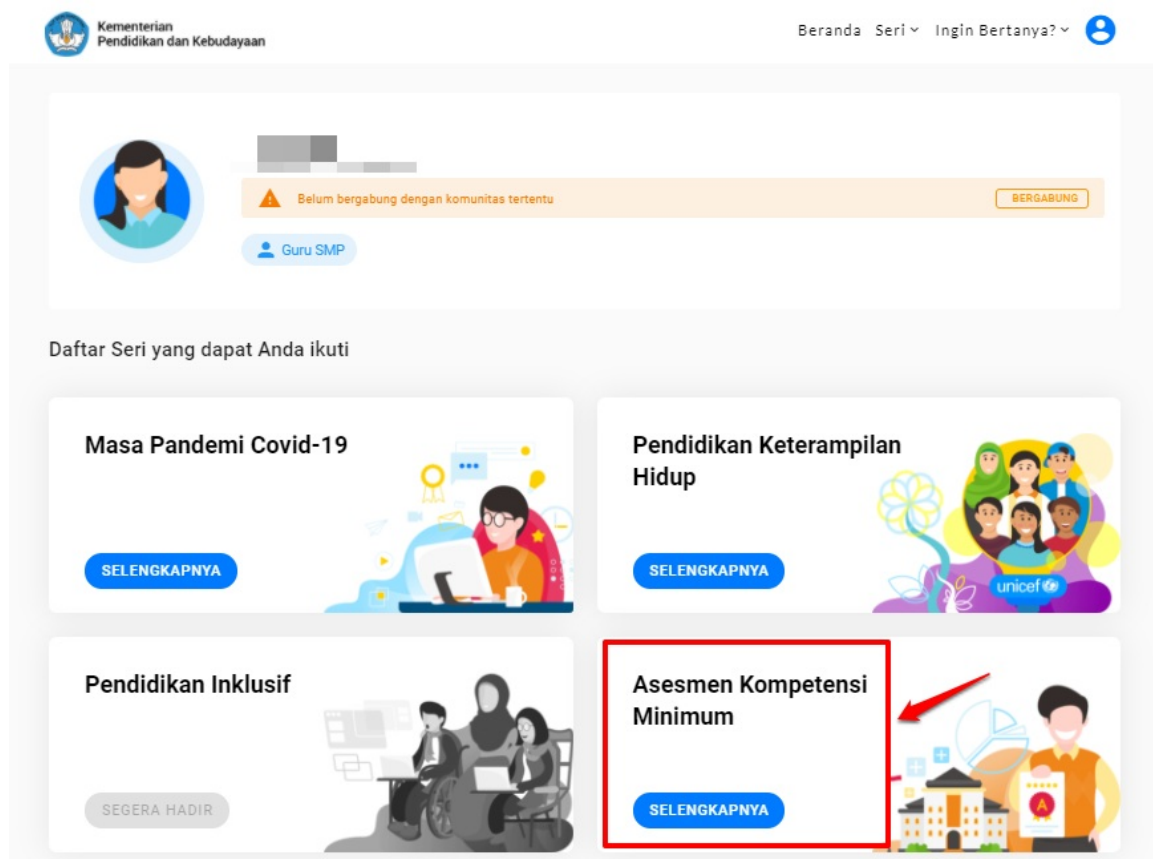 Kementerian
Pendidikan dan Kebudayaan
Beranda Seri Ingin Bertanya?
Belum bergabung dengan komunitas tertentu
BERGABUNG
Guru SMP
Daftar Seri yang dapat Anda ikuti
Masa Pandemi Covid-19
SELENGKAPNYA
Pendidikan Keterampilan
Hidup
SELENGKAPNYA
unicef
Pendidikan Inklusif
SEGERA HADIR
Asesmen Kompetensi
Minimum
SELENGKAPNYA
A